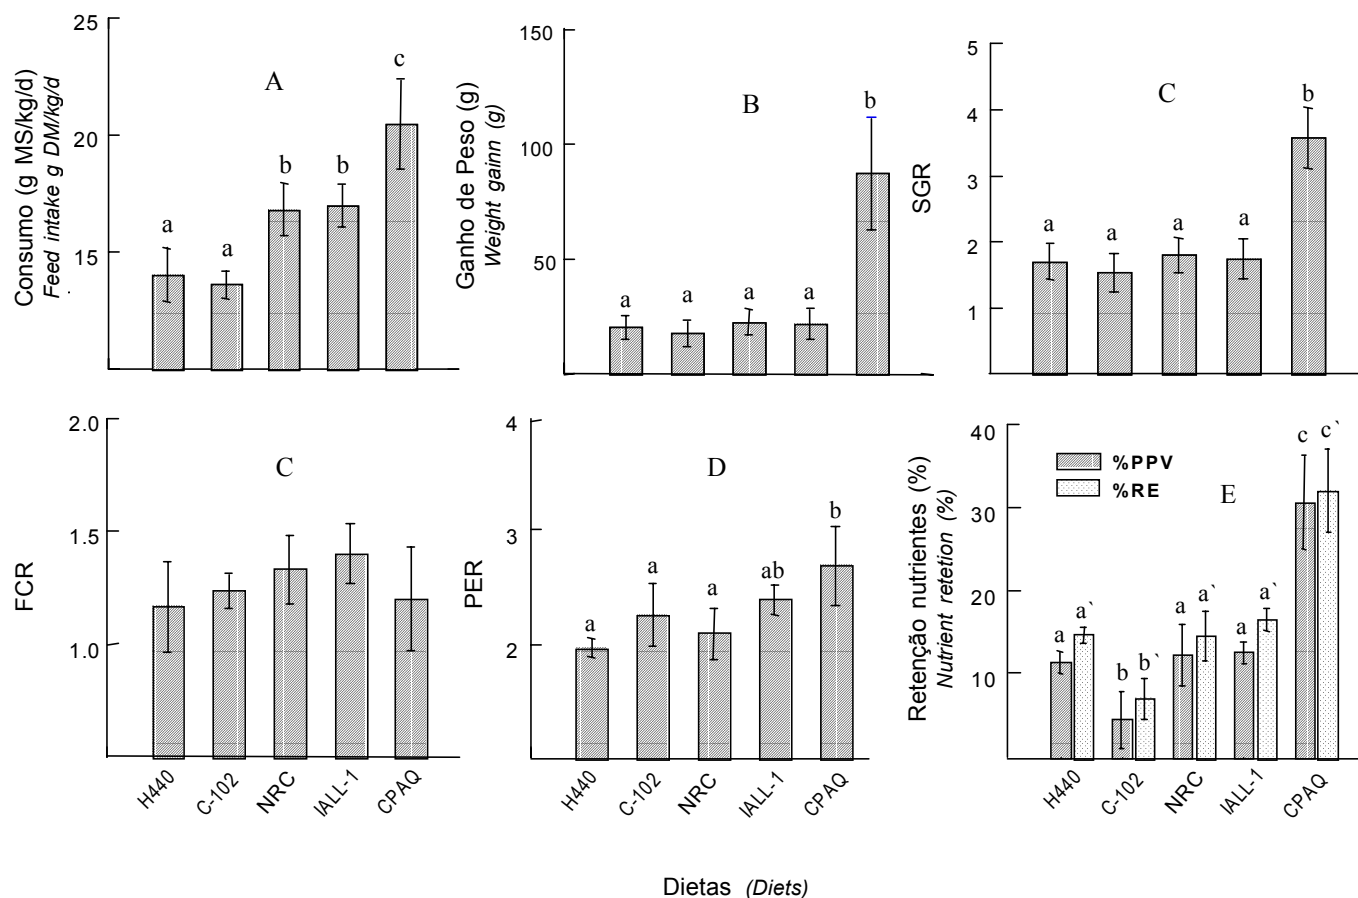 Consumo (g MS/kg/d)
Feed intake g DM/kg/d
25
20
15
A
a
a
b
b
c
Ganho de Peso (g)
Weight gainn (g)
150
100
50
B
a
a
a
a
b
SGR
5
4
3
2
1
C
a
a
a
a
b
FCR
2.0
1.5
1.0
C
H440
C-102
NRC
IALL-1
CPAQ
PER
4
3
2
D
a
a
a
ab
b
H440
C-102
NRC
IALL-1
CPAQ
Retenção nutrientes (%)
Nutrient retetion (%)
40
30
20
10
%PPV
%RE
E
a a`
b b`
a a`
a a`
c c`
H440
C-102
NRC
IALL-1
CPAQ
Dietas (Diets)